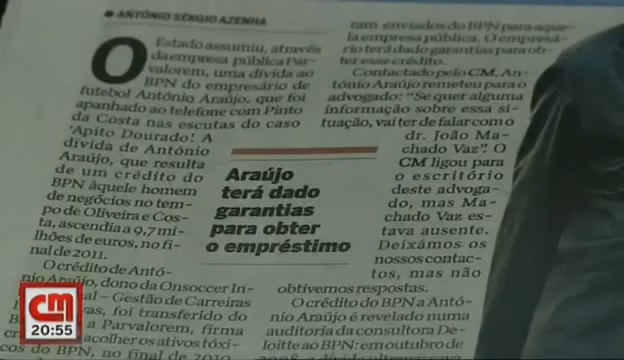 ANTÓNIO SÉRGIO AZENHA
O Estado assumiu, através
da empresa pública Par-
valorem, uma dívida ao
BPN do empresário de
futebol António Araújo, que foi
apanhado ao telefone com Pinto
da Costa nas escutas do caso
'Apito Dourado'! A
dívida de António
Araújo, que resulta
de um crédito do
BPN àquele homem
de negócios no tem-
po de Oliveira e Cos-
ta, ascendia a 9,7 mi-
lhões de euros, no fi-
nal de 2011.
O crédito de Antó-
nio Araújo, dono da Onsoccer In-
al – Gestão de Carreiras
as, foi transferido do
a Parvalorem, firma
acolher os ativos tóxi-
cos do BPN, no final de 2010
Araújo
terá dado
garantias
para obter
o empréstimo
ram enviados do BPN para aque-
la empresa pública. O empresá-
rio terá dado garantias para ob-
ter esse crédito.
Contactado pelo CM, An-
tónio Araújo remeteu para o
advogado: "Se quer alguma
informação sobre essa si-
tuação, vai ter de falar com o
dr. João Ma-
chado Vaz". O
CM ligou para
o escritório
deste advoga-
do, mas Ma-
chado Vaz es-
tava ausente.
Deixámos os
nossos contac-
tos, mas não
obtivemos respostas.
O crédito do BPN a Antó-
nio Araújo é revelado numa
auditoria da consultora De-
loitte ao BPN: em outubro de
CM
20:55